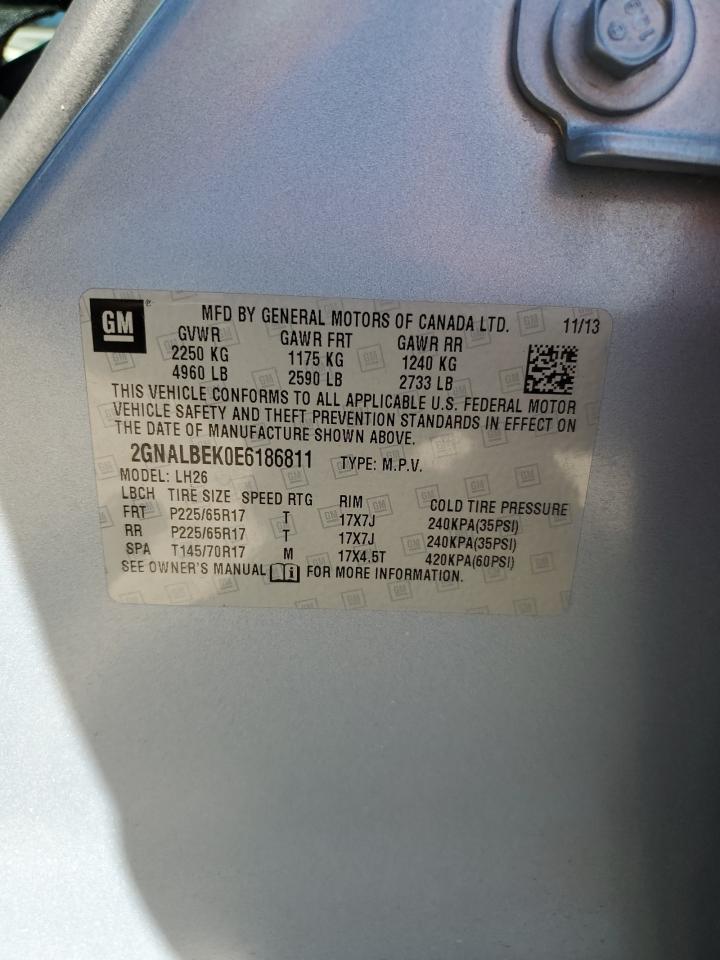 GM
MFD BY GENERAL MOTORS OF CANADA LTD. 11/13
GVWR GAWR FRT GAWR RR
2250 KG 1175 KG 1240 KG
4960 LB 2590 LB 2733 LB
THIS VEHICLE CONFORMS TO ALL APPLICABLE U.S. FEDERAL MOTOR
VEHICLE SAFETY AND THEFT PREVENTION STANDARDS IN EFFECT ON
THE DATE OF MANUFACTURE SHOWN ABOVE.
2GNALBEK0E6186811 TYPE: M.P.V.
MODEL: LH26
LBCH TIRE SIZE SPEED RTG RIM COLD TIRE PRESSURE
FRT P225/65R17 T 17X7J 240KPA(35PSI)
RR P225/65R17 T 17X7J 240KPA(35PSI)
SPA T145/70R17 M 17X4.5T 420KPA(60PSI)
SEE OWNER'S MANUAL FOR MORE INFORMATION.